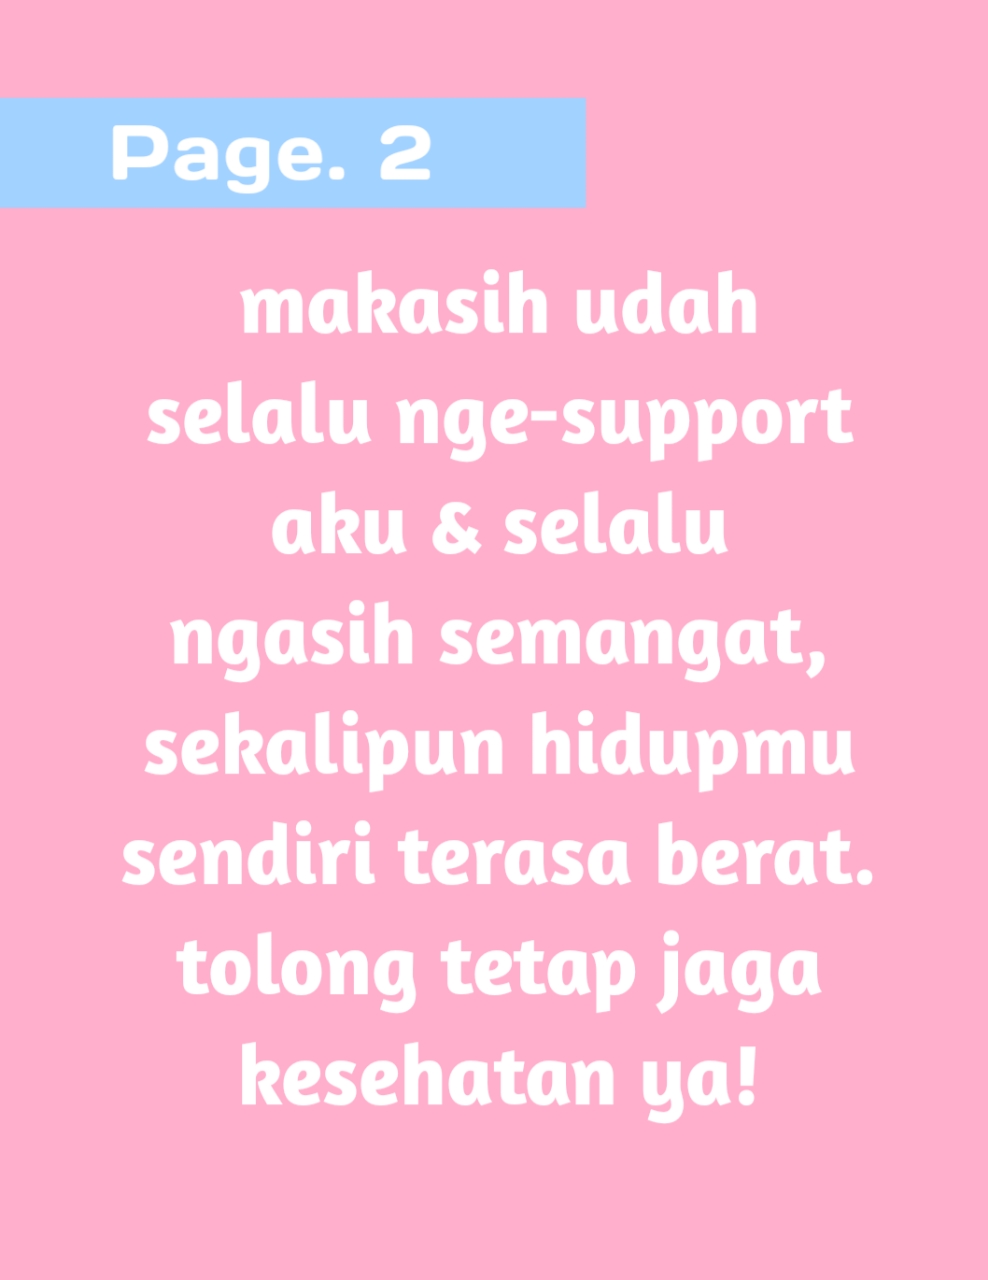 Page. 2
makasih udah
selalu nge-support
aku & selalu
ngasih semangat,
sekalipun hidupmu
sendiri terasa berat.
tolong tetap jaga
kesehatan ya!